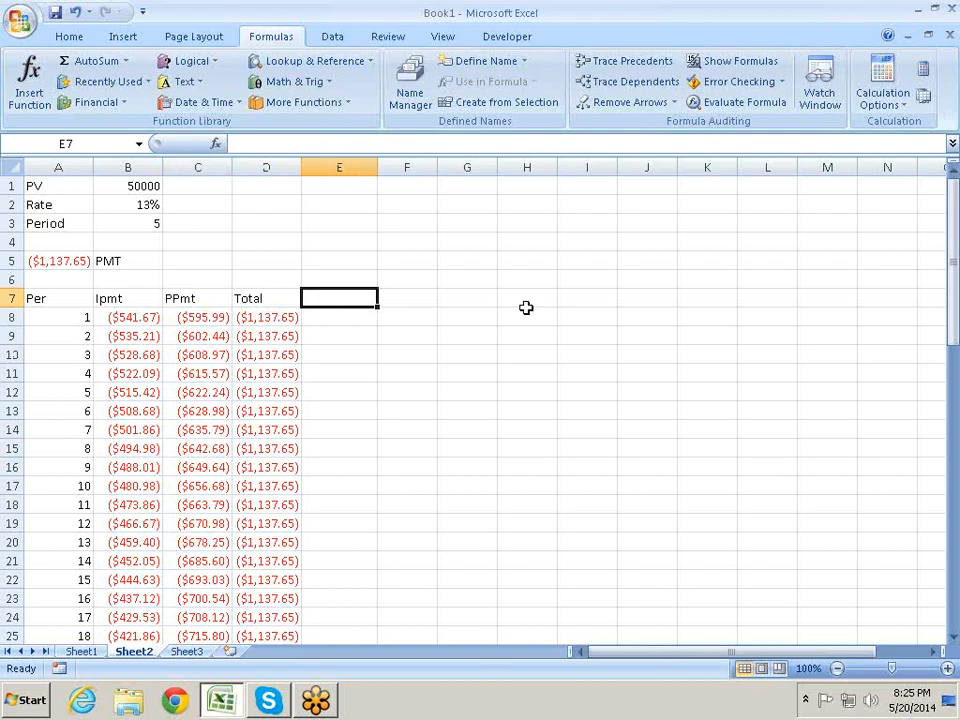 Book1 - Microsoft Excel
Home Insert Page Layout Formulas Data Review View Developer
Insert Function
AutoSum
Recently Used
Financial
Logical
Text
Date & Time
Lookup & Reference
Math & Trig
More Functions
Function Library
Name Manager
Define Name
Use in Formula
Create from Selection
Defined Names
Trace Precedents
Trace Dependents
Remove Arrows
Show Formulas
Error Checking
Evaluate Formula
Formula Auditing
Watch Window
Calculation Options
Calculation
E7 fx
A B C D E F G H I J K L M N
1 PV 50000
2 Rate 13%
3 Period 5
4
5 ($1,137.65) PMT
6
7 Per Ipmt PPmt Total
8 1 ($541.67) ($595.99) ($1,137.65)
9 2 ($535.21) ($602.44) ($1,137.65)
10 3 ($528.68) ($608.97) ($1,137.65)
11 4 ($522.09) ($615.57) ($1,137.65)
12 5 ($515.42) ($622.24) ($1,137.65)
13 6 ($508.68) ($628.98) ($1,137.65)
14 7 ($501.86) ($635.79) ($1,137.65)
15 8 ($494.98) ($642.68) ($1,137.65)
16 9 ($488.01) ($649.64) ($1,137.65)
17 10 ($480.98) ($656.68) ($1,137.65)
18 11 ($473.86) ($663.79) ($1,137.65)
19 12 ($466.67) ($670.98) ($1,137.65)
20 13 ($459.40) ($678.25) ($1,137.65)
21 14 ($452.05) ($685.60) ($1,137.65)
22 15 ($444.63) ($693.03) ($1,137.65)
23 16 ($437.12) ($700.54) ($1,137.65)
24 17 ($429.53) ($708.12) ($1,137.65)
25 18 ($421.86) ($715.80) ($1,137.65)
Sheet1 Sheet2 Sheet3
Ready 100%
Start 8:25 PM
5/20/2014